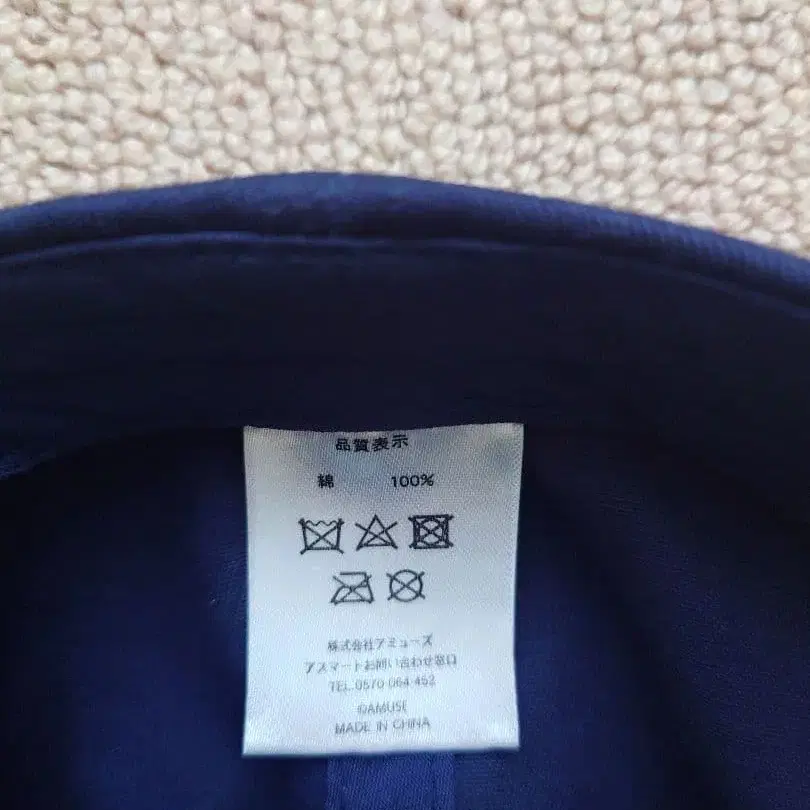 品質表示
綿 100%
株式会社アミューズ
アスマートお問い合わせ窓口
TEL.0570-064-452
©AMUSE
MADE IN CHINA